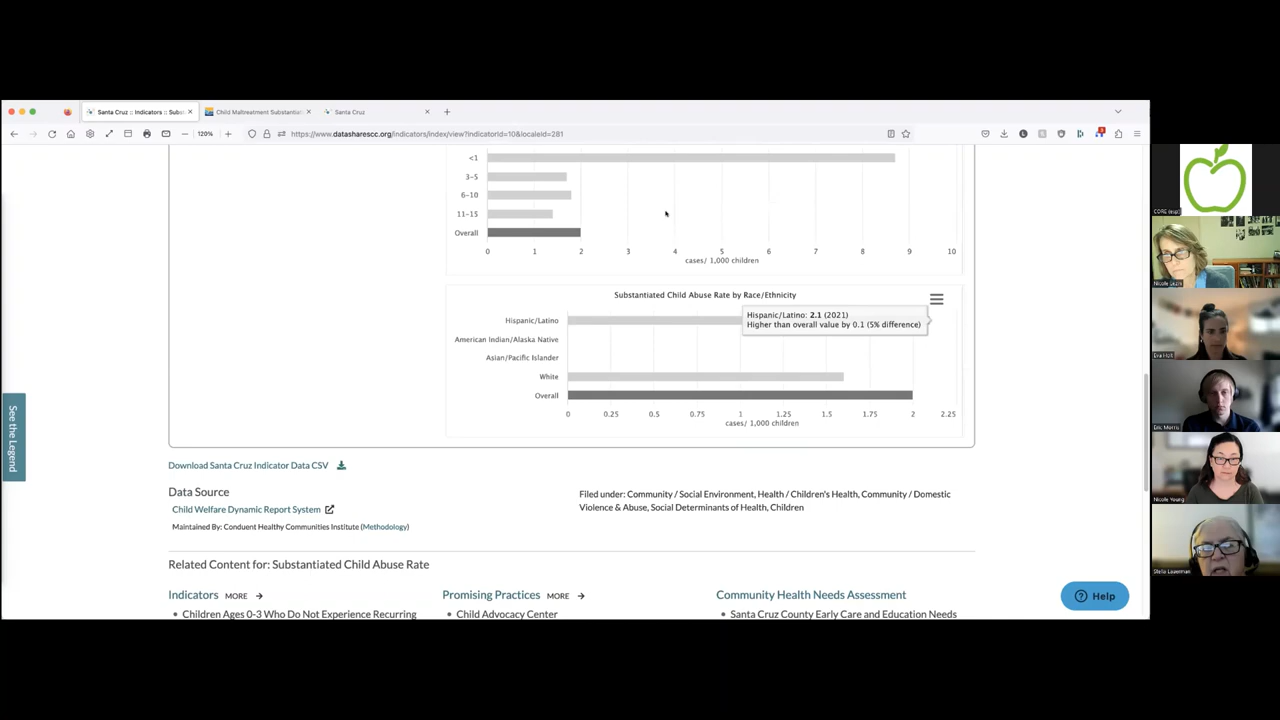 Santa Cruz :: Indicators :: Subst
Child Maltreatment Substantiat
Santa Cruz
120%
https://www.datasharescc.org/indicators/index/view?indicatorId=10&localeId=281
<1
3-5
6-10
11-15
Overall
0 1 2 3 4 5 6 7 8 9 10
cases/ 1,000 children
Substantiated Child Abuse Rate by Race/Ethnicity
Hispanic/Latino: 2.1 (2021)
Higher than overall value by 0.1 (5% difference)
Hispanic/Latino
American Indian/Alaska Native
Asian/Pacific Islander
White
Overall
0 0.25 0.5 0.75 1 1.25 1.5 1.75 2 2.25
cases/ 1,000 children
See the Legend
Download Santa Cruz Indicator Data CSV
Data Source
Child Welfare Dynamic Report System
Maintained By: Conduent Healthy Communities Institute (Methodology)
Filed under: Community / Social Environment, Health / Children's Health, Community / Domestic
Violence & Abuse, Social Determinants of Health, Children
Related Content for: Substantiated Child Abuse Rate
Indicators MORE
Children Ages 0-3 Who Do Not Experience Recurring
Promising Practices MORE
Child Advocacy Center
Community Health Needs Assessment
Santa Cruz County Early Care and Education Needs
Help
Eva Holt
Eric Morris
Nicole Young